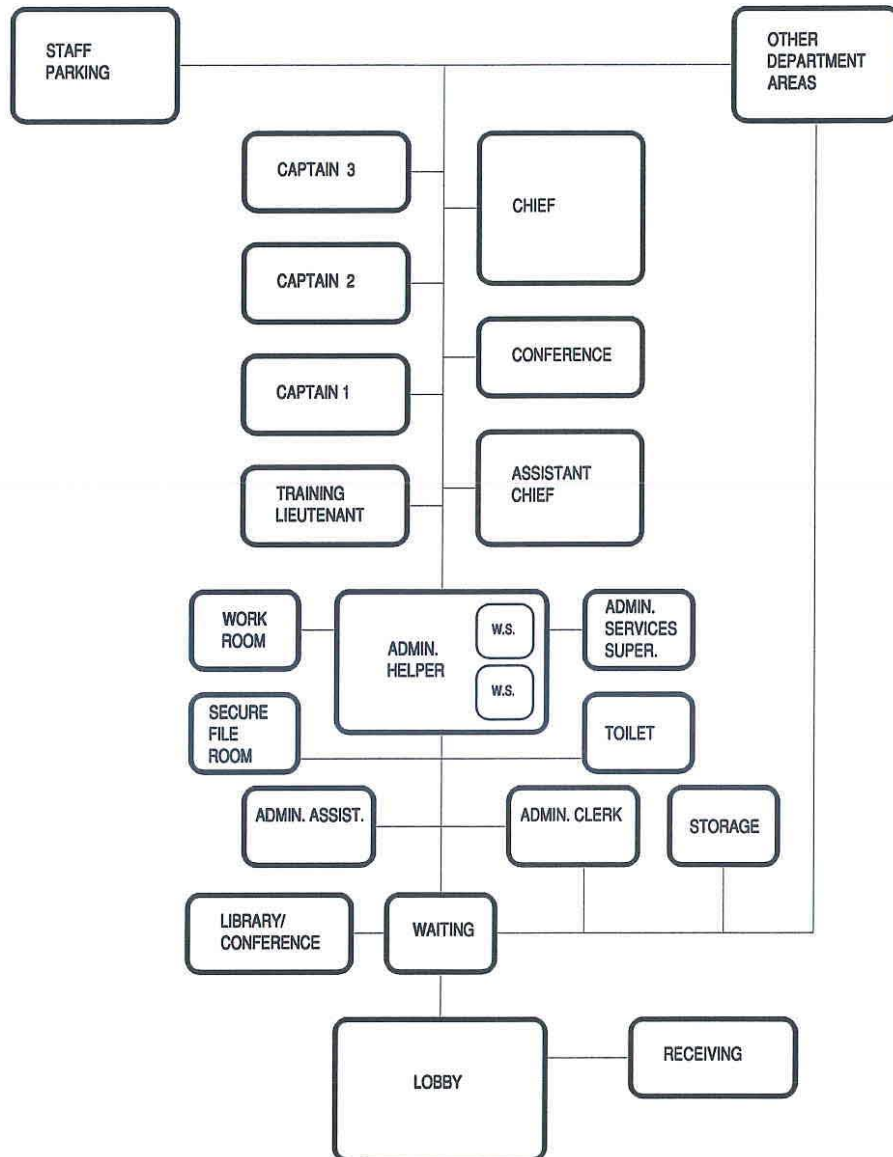 STAFF
PARKING
OTHER
DEPARTMENT
AREAS
CAPTAIN 3
CHIEF
CAPTAIN 2
CONFERENCE
CAPTAIN 1
ASSISTANT
CHIEF
TRAINING
LIEUTENANT
WORK
ROOM
ADMIN.
HELPER
W.S.
W.S.
ADMIN.
SERVICES
SUPER.
SECURE
FILE
ROOM
TOILET
ADMIN. ASSIST.
ADMIN. CLERK
STORAGE
LIBRARY/
CONFERENCE
WAITING
LOBBY
RECEIVING